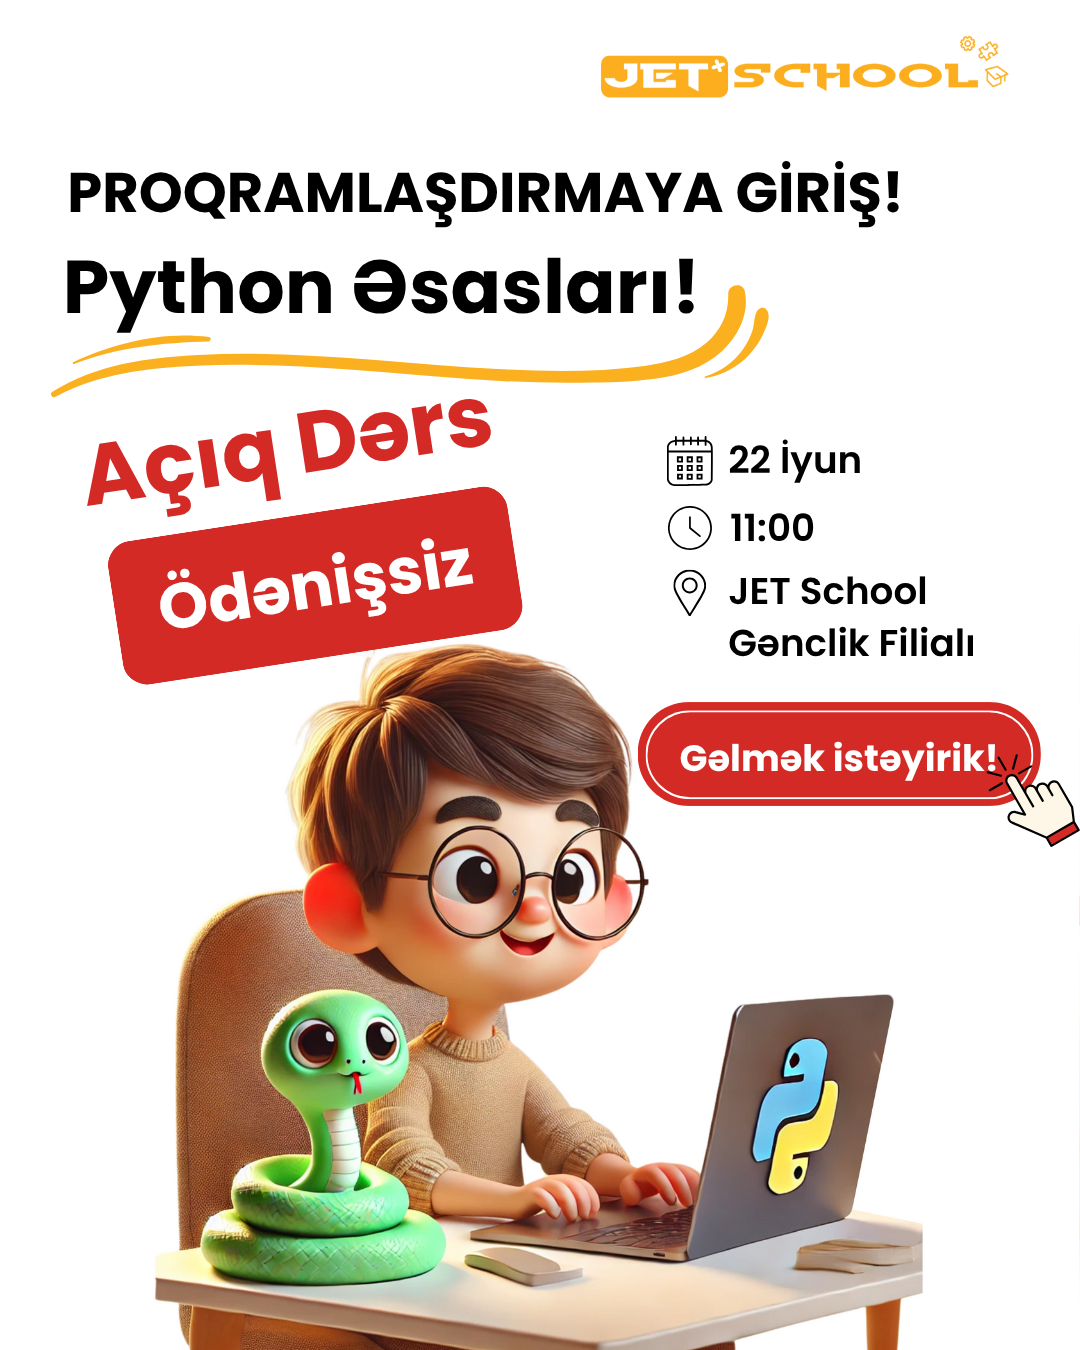 JET+ SCHOOL
PROQRAMLAŞDIRMAYA GİRİŞ!
Python Əsasları!
Açıq Dərs
Ödənişsiz
22 İyun
11:00
JET School
Gənclik Filialı
Gəlmək istəyirik!